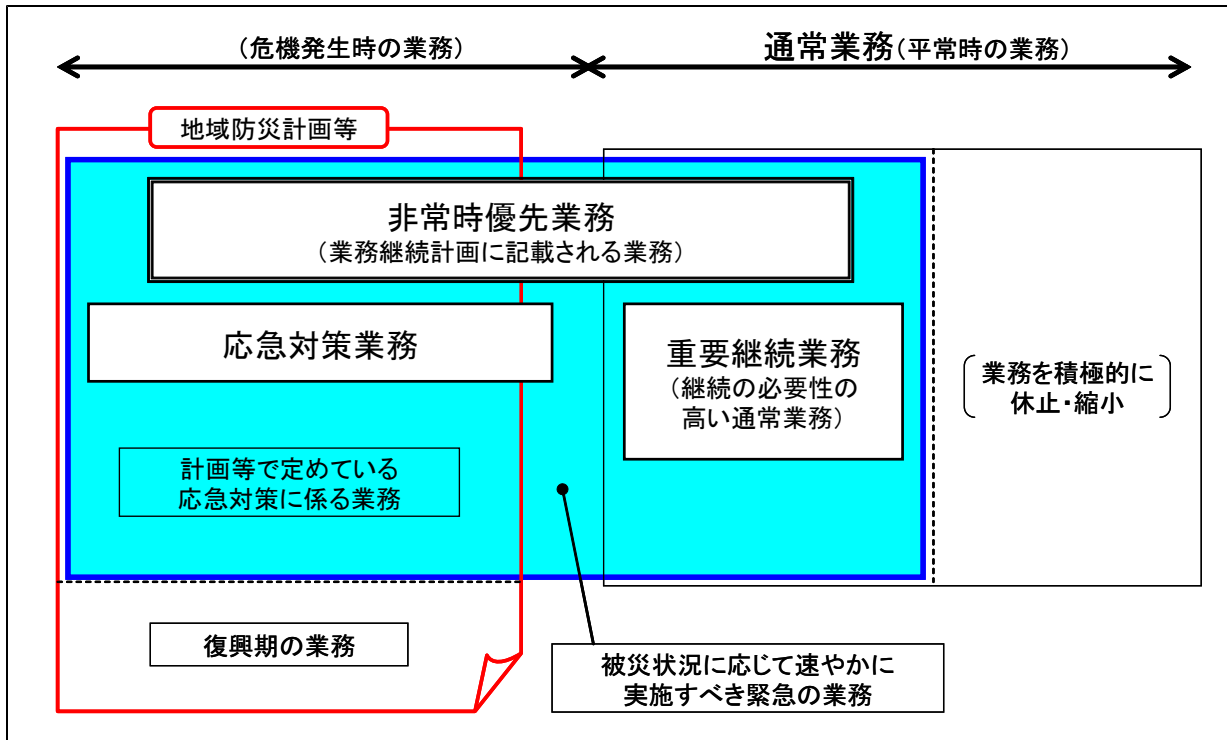 (危機発生時の業務)
通常業務(平常時の業務)
地域防災計画等
非常時優先業務
(業務継続計画に記載される業務)
応急対策業務
重要継続業務
(継続の必要性の
高い通常業務)
業務を積極的に
休止・縮小
計画等で定めている
応急対策に係る業務
復興期の業務
被災状況に応じて速やかに
実施すべき緊急の業務